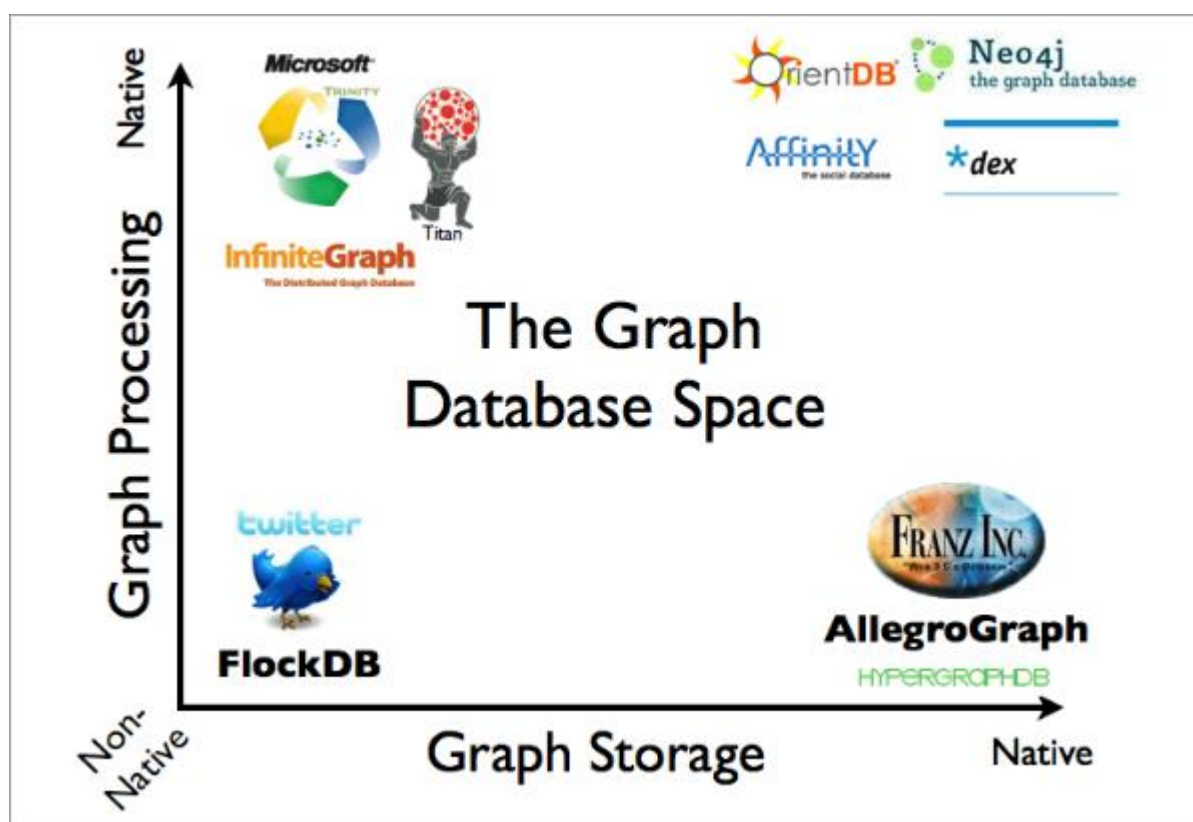 Native
Microsoft
TRINITY
Titan
InfiniteGraph
The Distributed Graph Database
OrientDB
Neo4j
the graph database
Affinity
the social database
*dex
Graph Processing
The Graph
Database Space
twitter
FlockDB
FRANZ INC.
AllegroGraph
HYPERGRAPHDB
Non-
Native
Graph Storage
Native